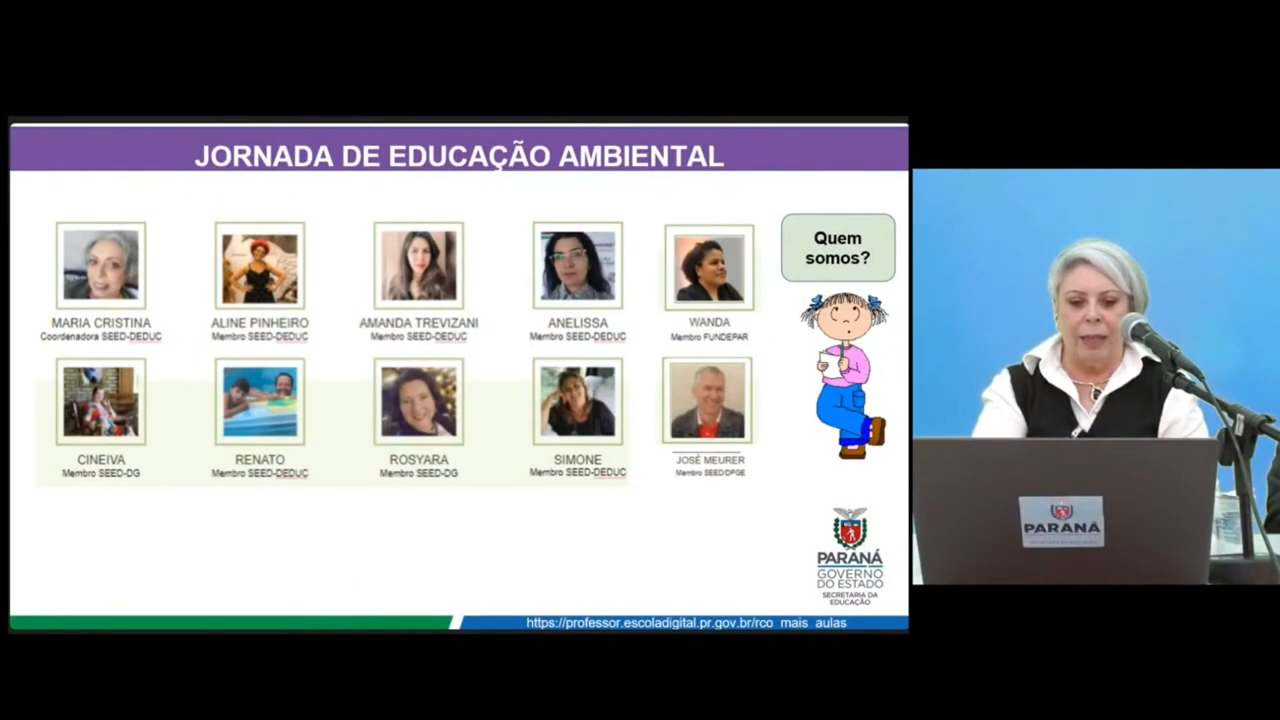 JORNADA DE EDUCAÇÃO AMBIENTAL
Quem
somos?
MARIA CRISTINA
Coordenadora SEED-DEDUC
ALINE PINHEIRO
Membro SEED-DEDUC
AMANDA TREVIZANI
Membro SEED-DEDUC
ANELISSA
Membro SEED-DEDUC
WANDA
Membro FUNDEPAR
CINEIVA
Membro SEED-DG
RENATO
Membro SEED-DEDUC
ROSYARA
Membro SEED-DG
SIMONE
Membro SEED-DEDUC
JOSÉ MEURER
Membro SEED/DPGE
PARANÁ
GOVERNO
DO ESTADO
SECRETARIA DA
EDUCAÇÃO
https://professor.escoladigital.pr.gov.br/rco_mais_aulas
PARANÁ